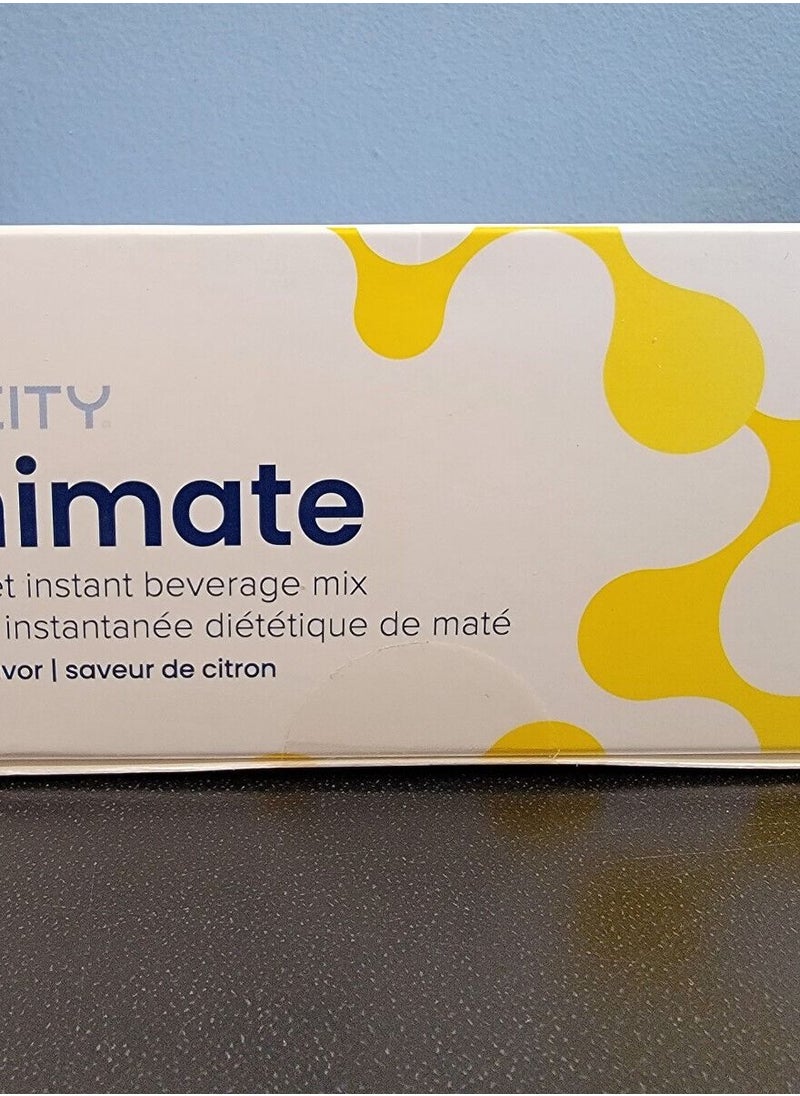 CITY
imate
et instant beverage mix
instantanée diététique de maté
vor | saveur de citron